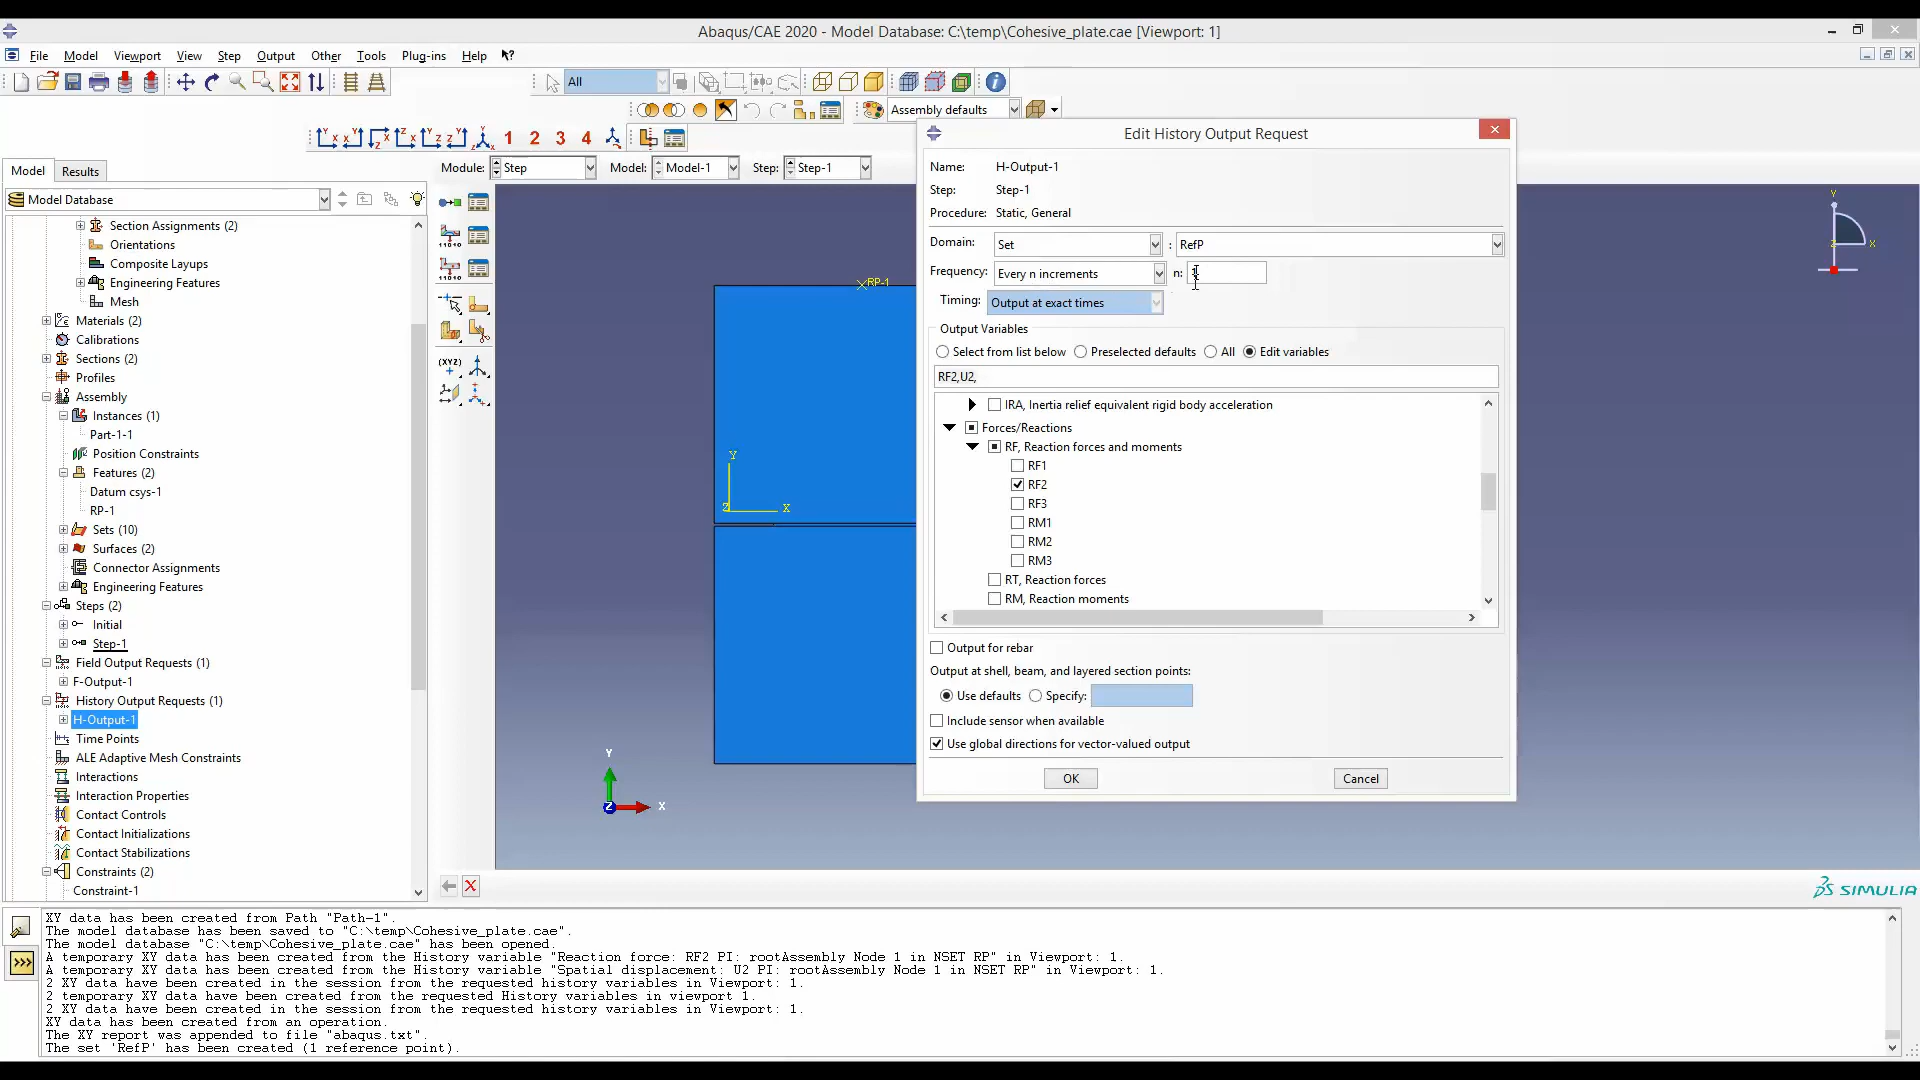 Abaqus/CAE 2020 - Model Database: C:\temp\Cohesive_plate.cae [Viewport: 1]
File Model Viewport View Step Output Other Tools Plug-ins Help
All
Assembly defaults
1 2 3 4
Model Results
Module: Step Model: Model-1 Step: Step-1
Model Database
Section Assignments (2)
Orientations
Composite Layups
Engineering Features
Mesh
Materials (2)
Calibrations
Sections (2)
Profiles
Assembly
Instances (1)
Part-1-1
Position Constraints
Features (2)
Datum csys-1
RP-1
Sets (10)
Surfaces (2)
Connector Assignments
Engineering Features
Steps (2)
Initial
Step-1
Field Output Requests (1)
F-Output-1
History Output Requests (1)
H-Output-1
Time Points
ALE Adaptive Mesh Constraints
Interactions
Interaction Properties
Contact Controls
Contact Initializations
Contact Stabilizations
Constraints (2)
Constraint-1
RP-1
Y
Z X
Y
Z X
Edit History Output Request
Name: H-Output-1
Step: Step-1
Procedure: Static, General
Domain: Set : RefP
Frequency: Every n increments n: 1
Timing: Output at exact times
Output Variables
Select from list below Preselected defaults All Edit variables
RF2,U2,
IRA, Inertia relief equivalent rigid body acceleration
Forces/Reactions
RF, Reaction forces and moments
RF1
RF2
RF3
RM1
RM2
RM3
RT, Reaction forces
RM, Reaction moments
Output for rebar
Output at shell, beam, and layered section points:
Use defaults Specify:
Include sensor when available
Use global directions for vector-valued output
OK Cancel
Y
Z X
SIMULIA
XY data has been created from Path "Path-1".
The model database has been saved to "C:\temp\Cohesive_plate.cae".
The model database "C:\temp\Cohesive_plate.cae" has been opened.
A temporary XY data has been created from the History variable "Reaction force: RF2 PI: rootAssembly Node 1 in NSET RP" in Viewport: 1.
A temporary XY data has been created from the History variable "Spatial displacement: U2 PI: rootAssembly Node 1 in NSET RP" in Viewport: 1.
2 XY data have been created in the session from the requested history variables in Viewport: 1.
2 temporary XY data have been created from the requested History variables in viewport 1.
2 XY data have been created in the session from the requested history variables in Viewport: 1.
XY data has been created from an operation.
The XY report was appended to file "abaqus.txt".
The set 'RefP' has been created (1 reference point).